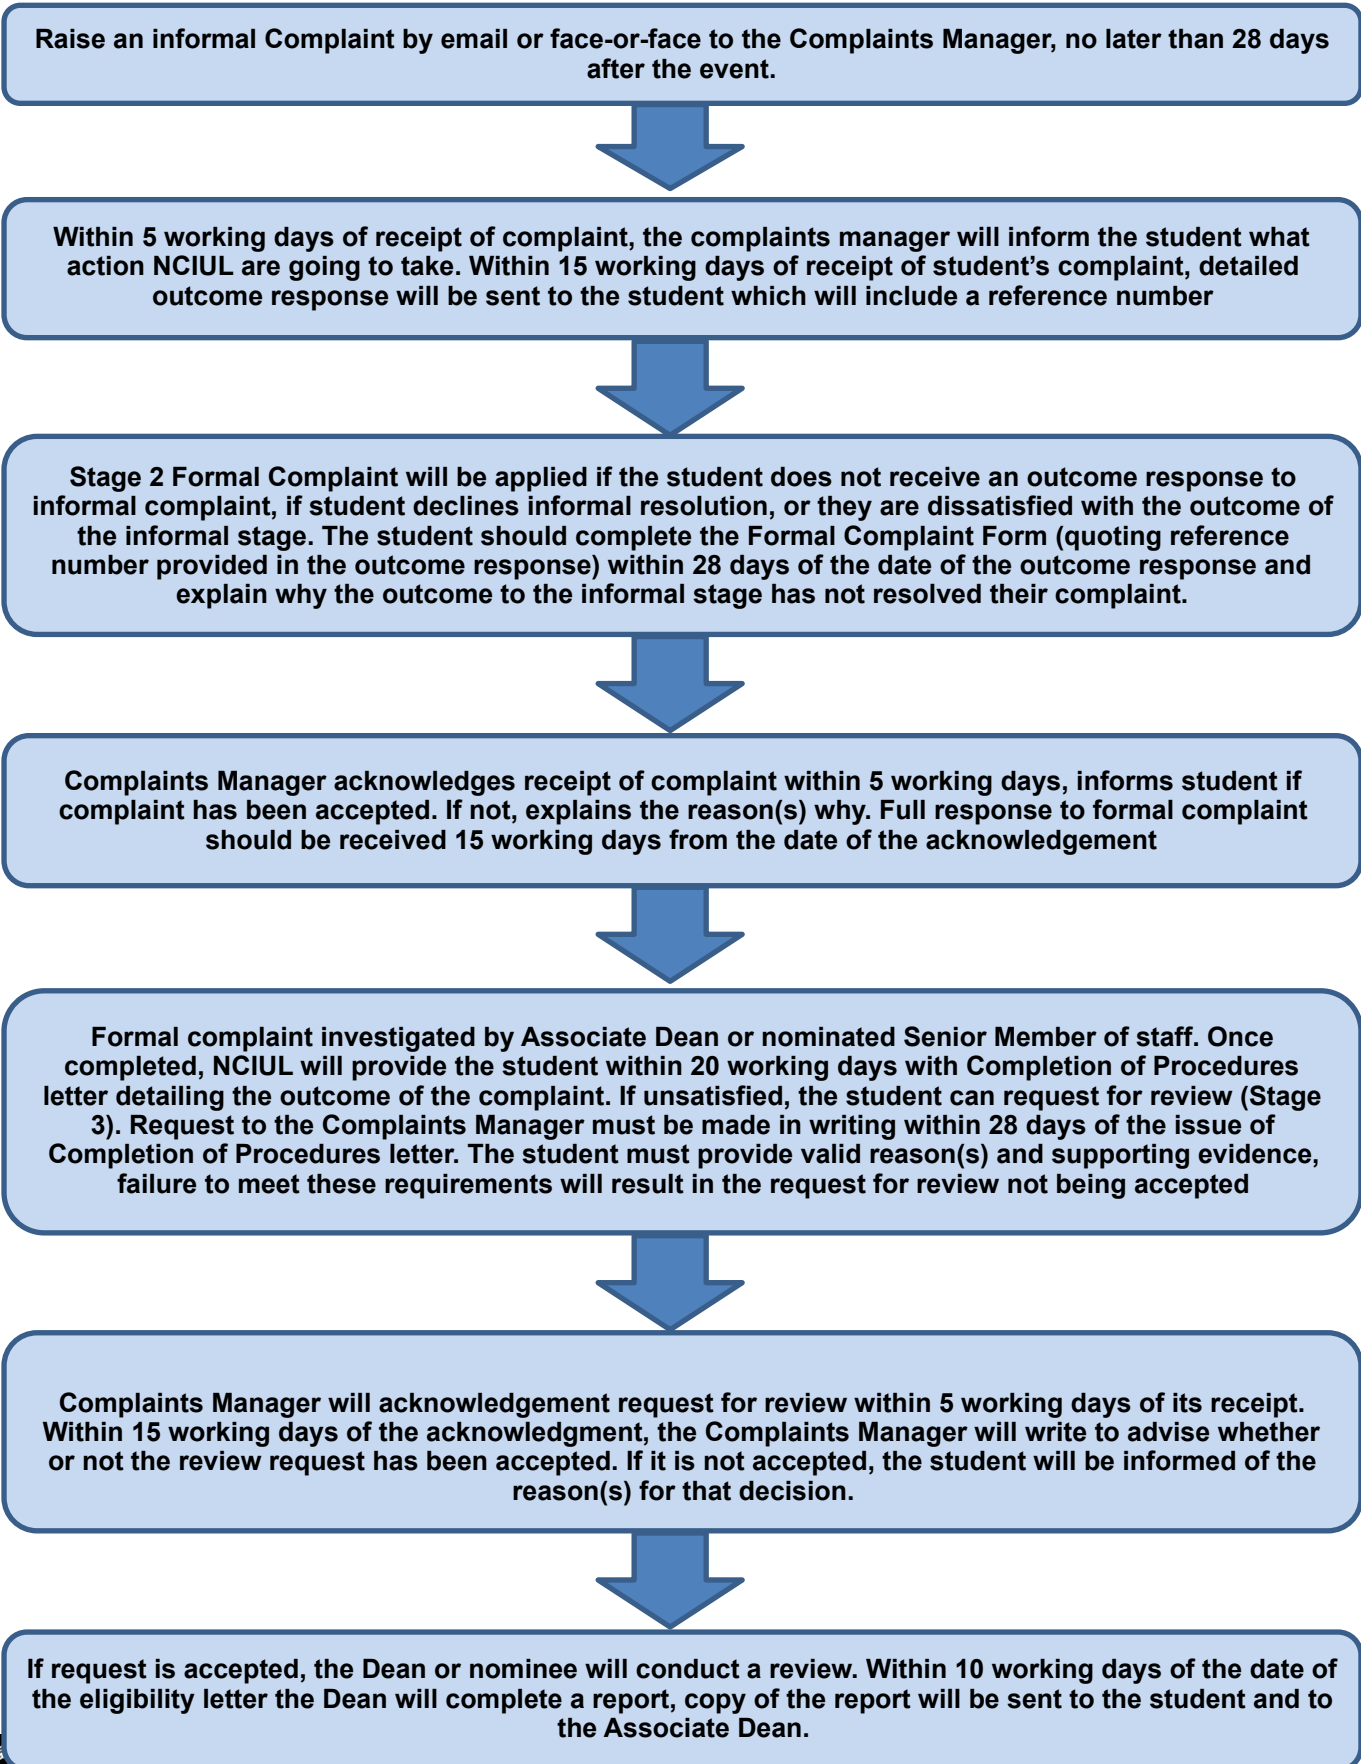 Raise an informal Complaint by email or face-or-face to the Complaints Manager, no later than 28 days
after the event.
Within 5 working days of receipt of complaint, the complaints manager will inform the student what
action NCIUL are going to take. Within 15 working days of receipt of student’s complaint, detailed
outcome response will be sent to the student which will include a reference number
Stage 2 Formal Complaint will be applied if the student does not receive an outcome response to
informal complaint, if student declines informal resolution, or they are dissatisfied with the outcome of
the informal stage. The student should complete the Formal Complaint Form (quoting reference
number provided in the outcome response) within 28 days of the date of the outcome response and
explain why the outcome to the informal stage has not resolved their complaint.
Complaints Manager acknowledges receipt of complaint within 5 working days, informs student if
complaint has been accepted. If not, explains the reason(s) why. Full response to formal complaint
should be received 15 working days from the date of the acknowledgement
Formal complaint investigated by Associate Dean or nominated Senior Member of staff. Once
completed, NCIUL will provide the student within 20 working days with Completion of Procedures
letter detailing the outcome of the complaint. If unsatisfied, the student can request for review (Stage
3). Request to the Complaints Manager must be made in writing within 28 days of the issue of
Completion of Procedures letter. The student must provide valid reason(s) and supporting evidence,
failure to meet these requirements will result in the request for review not being accepted
Complaints Manager will acknowledgement request for review within 5 working days of its receipt.
Within 15 working days of the acknowledgment, the Complaints Manager will write to advise whether
or not the review request has been accepted. If it is not accepted, the student will be informed of the
reason(s) for that decision.
If request is accepted, the Dean or nominee will conduct a review. Within 10 working days of the date of
the eligibility letter the Dean will complete a report, copy of the report will be sent to the student and to
the Associate Dean.